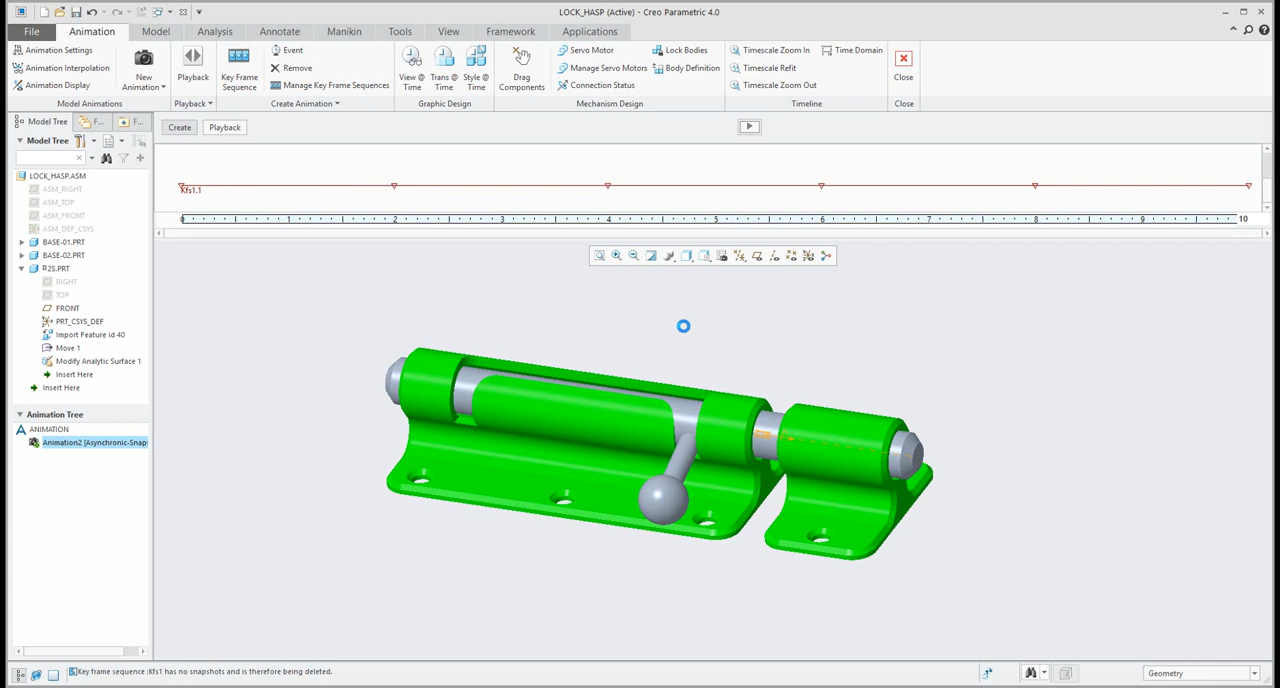 LOCK_HASP (Active) - Creo Parametric 4.0
File Animation Model Analysis Annotate Manikin Tools View Framework Applications
Animation Settings
Animation Interpolation
Animation Display
New Animation
Model Animations
Playback
Playback
Key Frame Sequence
Event
Remove
Manage Key Frame Sequences
Create Animation
View @ Time
Trans @ Time
Style @ Time
Graphic Design
Drag Components
Servo Motor
Manage Servo Motors
Connection Status
Lock Bodies
Body Definition
Mechanism Design
Timescale Zoom In
Timescale Refit
Timescale Zoom Out
Time Domain
Timeline
Close
Close
Model Tree F... F...
Create Playback
Model Tree
Kfs1.1
1 2 3 4 5 6 7 8 9 10
LOCK_HASP.ASM
ASM_RIGHT
ASM_TOP
ASM_FRONT
ASM_DEF_CSYS
BASE-01.PRT
BASE-02.PRT
2S.PRT
RIGHT
TOP
FRONT
PRT_CSYS_DEF
Import Feature id 40
Move 1
Modify Analytic Surface 1
Insert Here
Insert Here
Animation Tree
ANIMATION
Animation2 [Asynchronic-Snaps
Key frame sequence :Kfs1 has no snapshots and is therefore being deleted.
Geometry